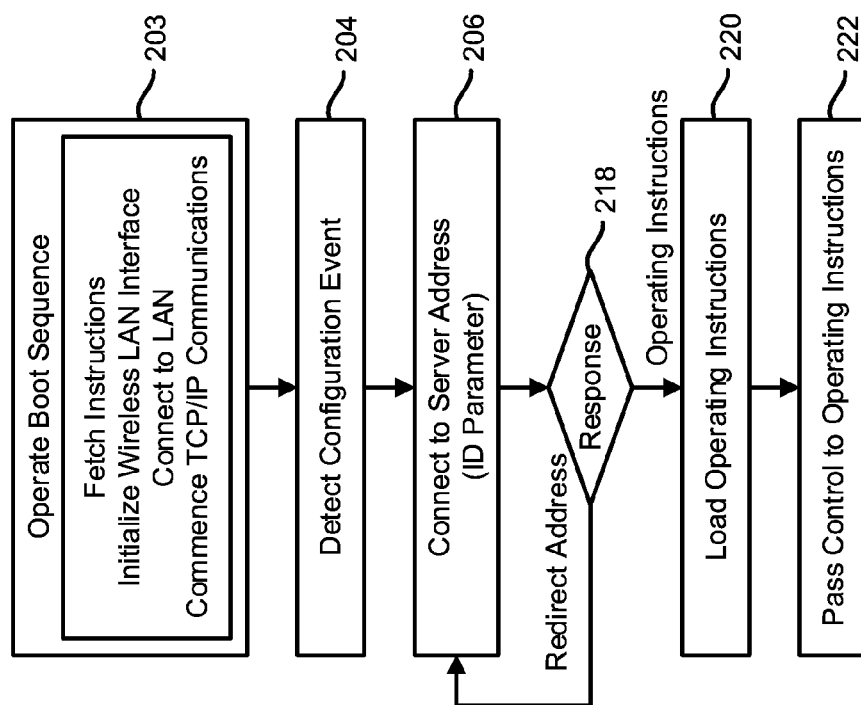 Operate Boot Sequence
203
Fetch Instructions
Initialize Wireless LAN Interface
Connect to LAN
Commence TCP/IP Communications
Detect Configuration Event
204
Connect to Server Address
(ID Parameter)
206
Response
218
Redirect Address
Operating Instructions
Load Operating Instructions
220
Pass Control to Operating Instructions
222